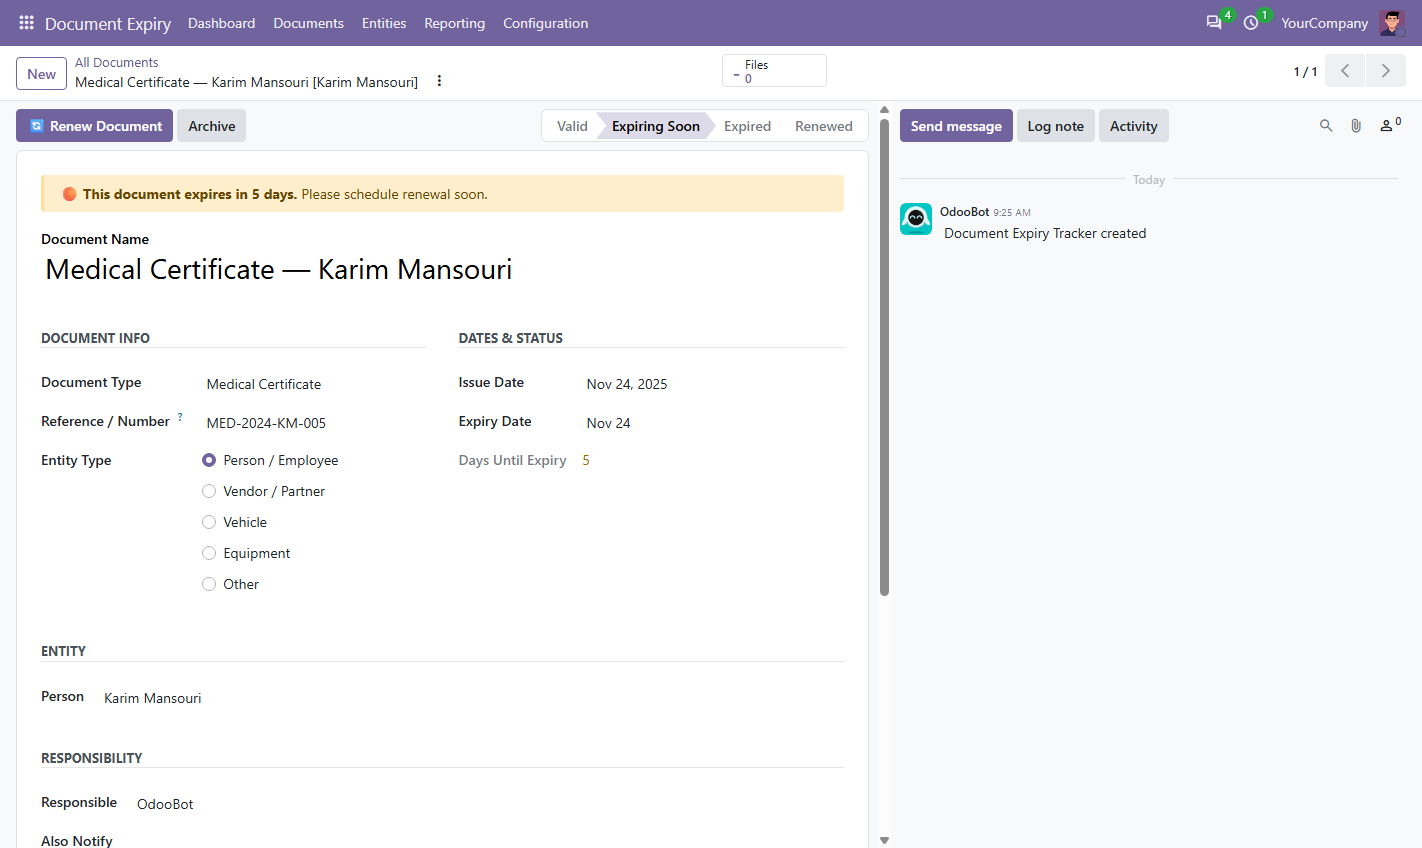 Document Expiry Dashboard Documents Entities Reporting Configuration 4 1 YourCompany
New
All Documents
Medical Certificate — Karim Mansouri [Karim Mansouri]
Files
0
1 / 1
Renew Document Archive Valid Expiring Soon Expired Renewed
Send message Log note Activity 0
This document expires in 5 days. Please schedule renewal soon.
Document Name
Medical Certificate — Karim Mansouri
DOCUMENT INFO
Document Type Medical Certificate
Reference / Number ? MED-2024-KM-005
Entity Type Person / Employee
Vendor / Partner
Vehicle
Equipment
Other
DATES & STATUS
Issue Date Nov 24, 2025
Expiry Date Nov 24
Days Until Expiry 5
ENTITY
Person Karim Mansouri
RESPONSIBILITY
Responsible OdooBot
Also Notify
Today
OdooBot 9:25 AM
Document Expiry Tracker created